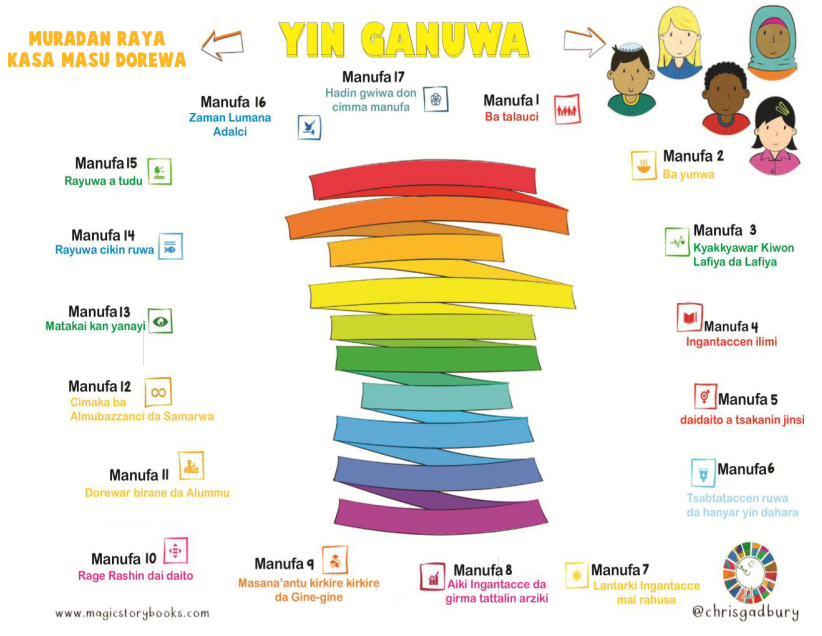 MURADAN RAYA
KASA MASU DOREWA
YIN GANUWA
Manufa 17
Hadin gwiwa don
cimma manufa
Manufa 16
Zaman Lumana
Adalci
Manufa 1
Ba talauci
Manufa 15
Rayuwa a tudu
Manufa 2
Ba yunwa
Manufa 14
Rayuwa cikin ruwa
Manufa 3
Kyakkyawar Kiwon
Lafiya da Lafiya
Manufa 13
Matakai kan yanayi
Manufa 4
Ingantaccen ilimi
Manufa 12
Cimaka ba
Almubazzanci da Samarwa
Manufa 5
daidaito a tsakanin jinsi
Manufa 11
Dorewar birane da Alummu
Manufa 6
Tsabtataccen ruwa
da hanyar yin dahara
Manufa 10
Rage Rashin dai daito
Manufa 9
Masana'antu kirkire kirkire
da Gine-gine
Manufa 8
Aiki Ingantacce da
girma tattalin arziki
Manufa 7
Lantarki Ingantacce
mai rahusa
www.magicstorybooks.com
@chrisgadbury